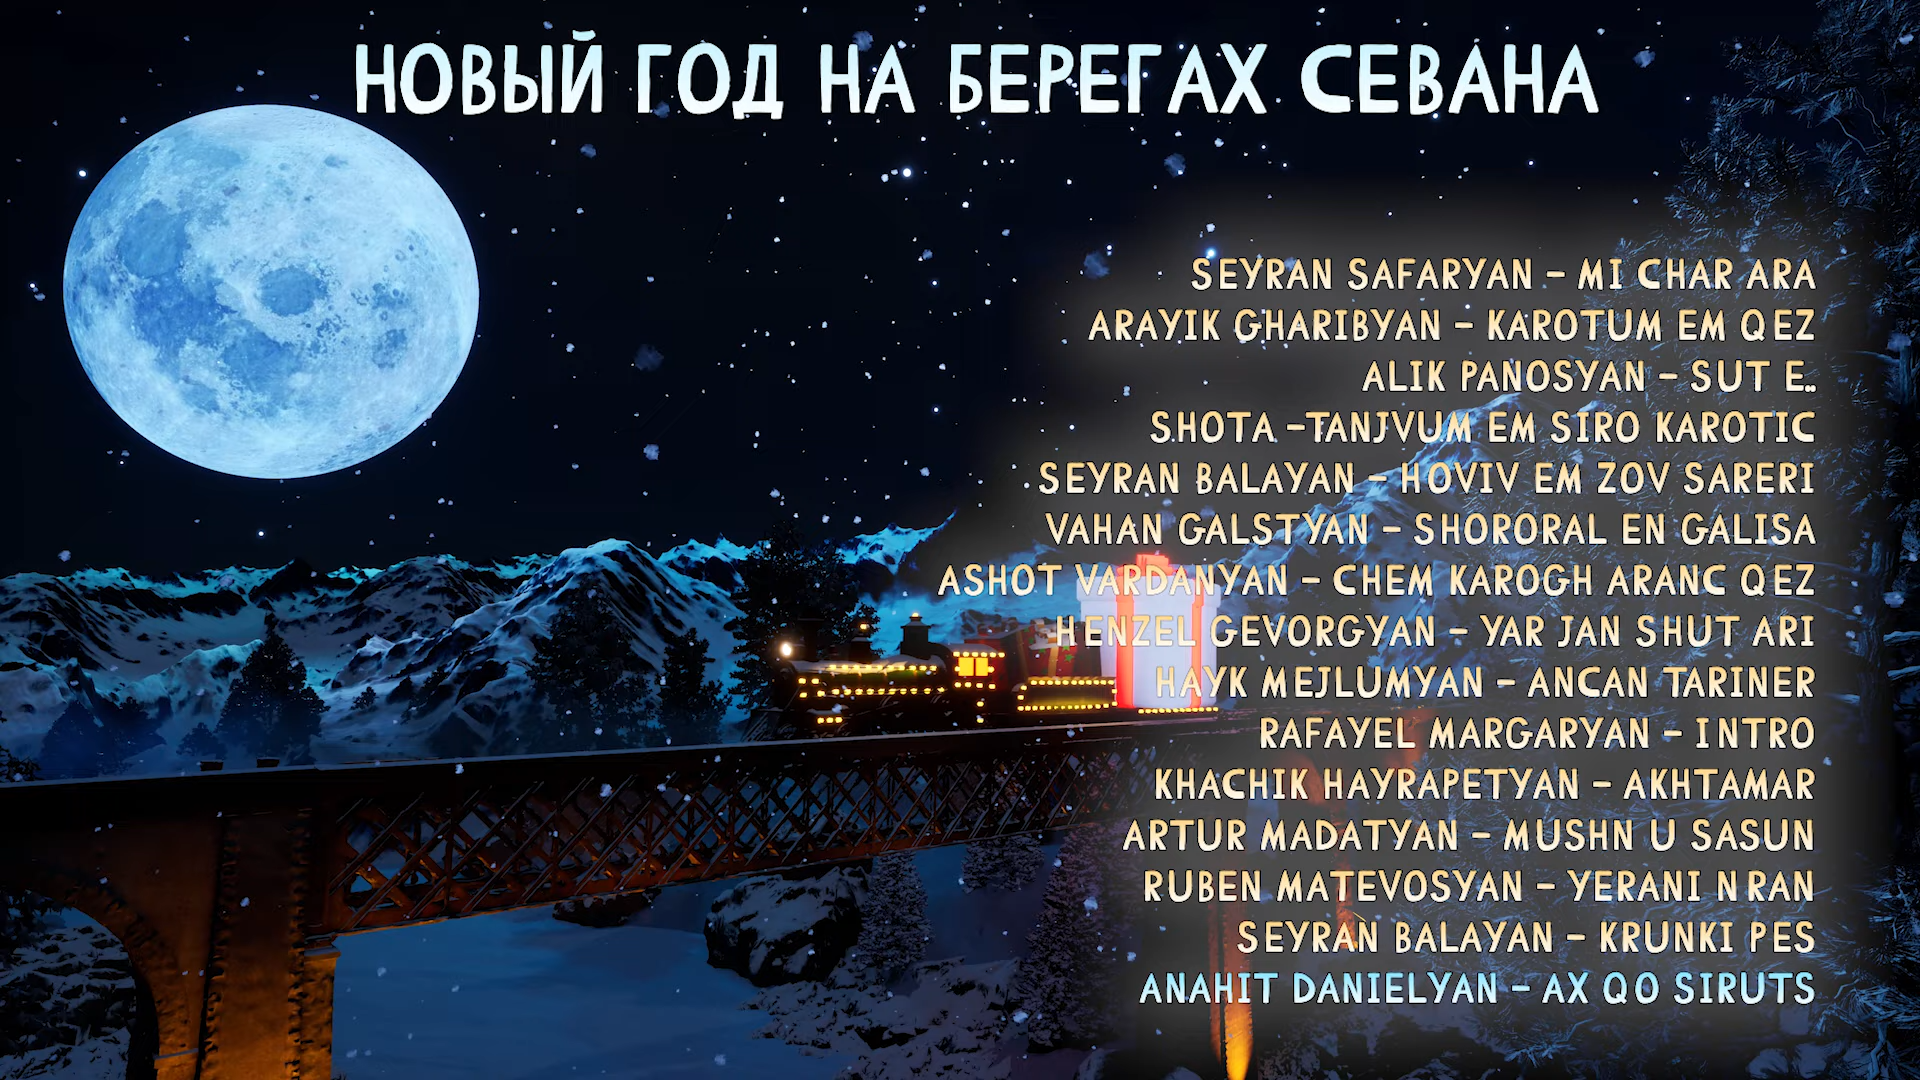 НОВЫЙ ГОД НА БЕРЕГАХ СЕВАНА
SEYRAN SAFARYAN – MI CHAR ARA
ARAYIK GHARIBYAN – KAROTUM EM QEZ
ALIK PANOSYAN – SUT E..
SHOTA –TANJVUM EM SIRO KAROTIC
SEYRAN BALAYAN – HOVIV EM ZOV SARERI
VAHAN GALSTYAN – SHORORAL EN GALISA
ASHOT VARDANYAN – CHEM KAROGH ARANC QEZ
HENZEL GEVORGYAN – YAR JAN SHUT ARI
HAYK MEJLUMYAN – ANCAN TARINER
RAFAYEL MARGARYAN – INTRO
KHACHIK HAYRAPETYAN – AKHTAMAR
ARTUR MADATYAN – MUSHN U SASUN
RUBEN MATEVOSYAN – YERANI NRAN
SEYRAN BALAYAN – KRUNKI PES
ANAHIT DANIELYAN – AX QO SIRUTS